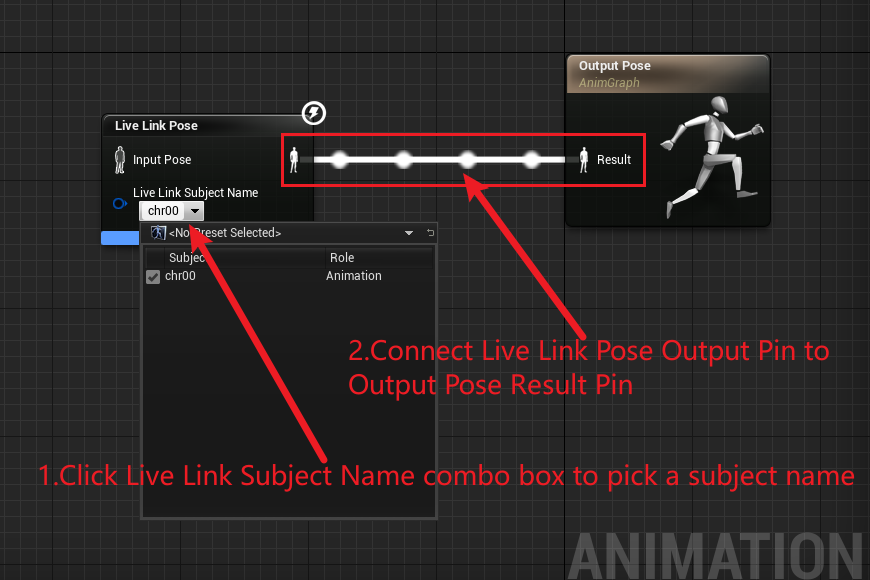 Output Pose
AnimGraph
Live Link Pose
Input Pose
Result
Live Link Subject Name
chr00
<No Preset Selected>
Subjec Role
chr00 Animation
2.Connect Live Link Pose Output Pin to
Output Pose Result Pin
1.Click Live Link Subject Name combo box to pick a subject name
ANIMATION